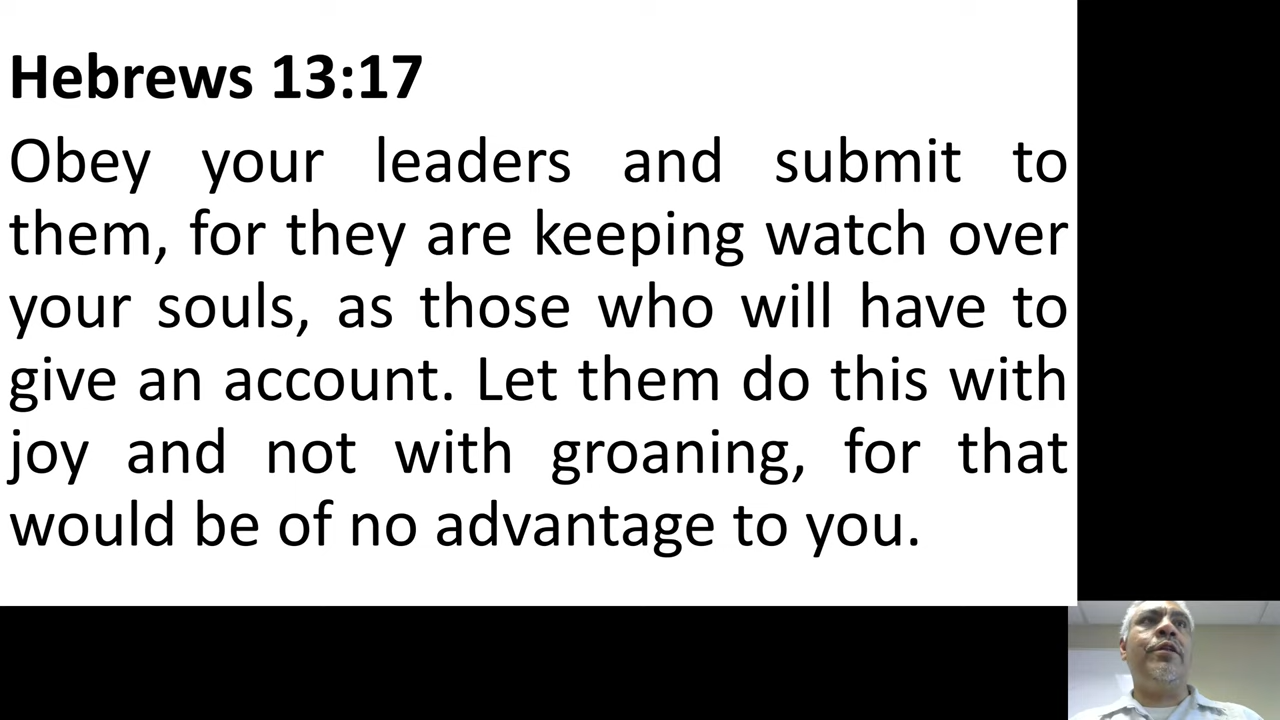 Hebrews 13:17
Obey your leaders and submit to
them, for they are keeping watch over
your souls, as those who will have to
give an account. Let them do this with
joy and not with groaning, for that
would be of no advantage to you.